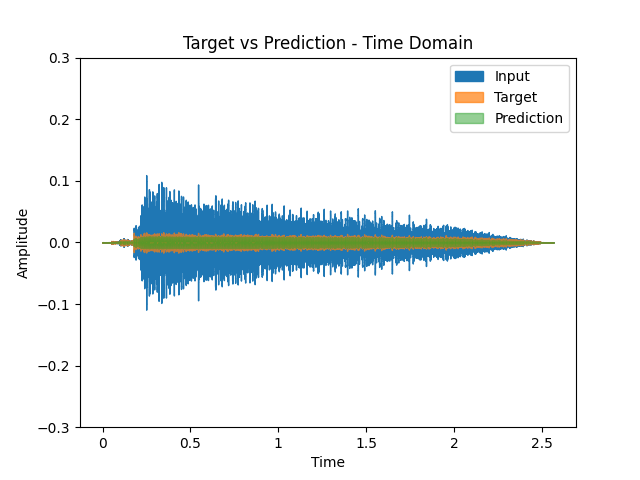 Target vs Prediction - Time Domain
Input
Target
Prediction
0.3
0.2
0.1
0.0
−0.1
−0.2
−0.3
Amplitude
0
0.5
1
1.5
2
2.5
Time